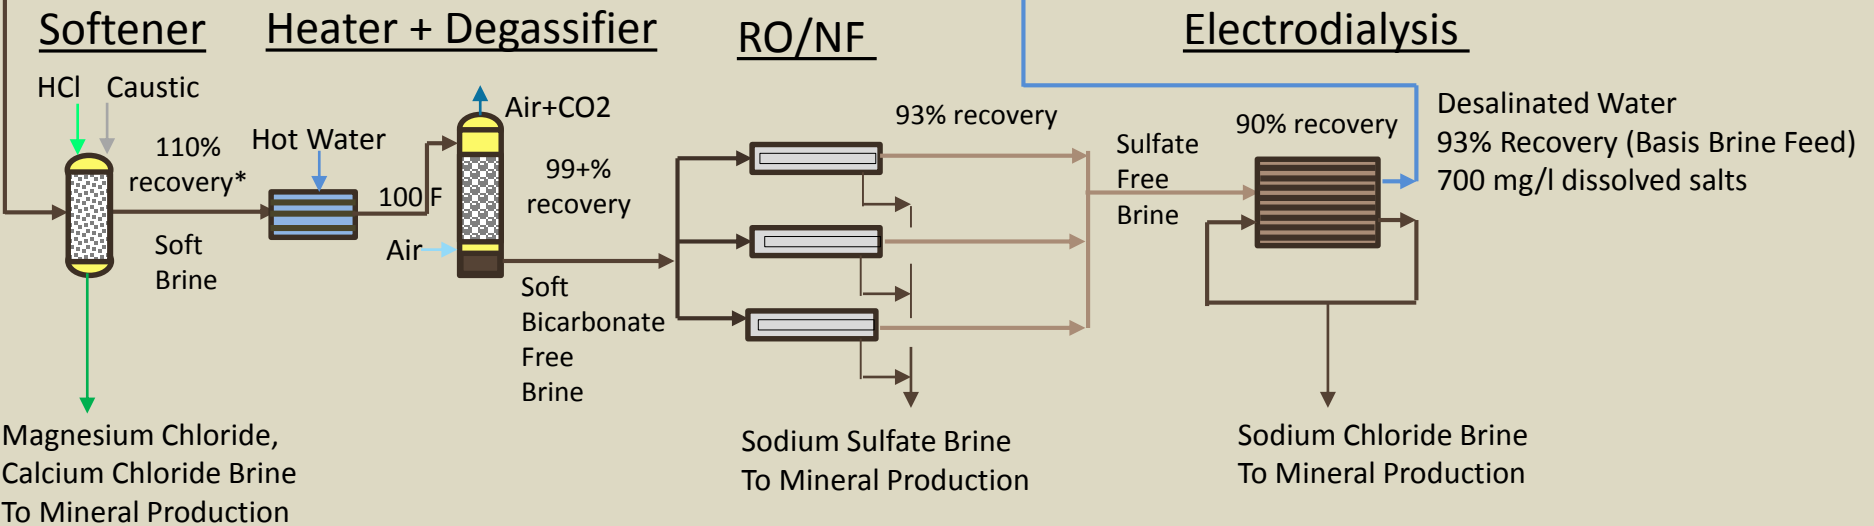 Softener
Heater + Degassifier
RO/NF
Electrodialysis
HCl
Caustic
110%
recovery*
Soft
Brine
Magnesium Chloride,
Calcium Chloride Brine
To Mineral Production
Hot Water
100 F
Air+CO2
99+%
recovery
Air
Soft
Bicarbonate
Free
Brine
93% recovery
Sodium Sulfate Brine
To Mineral Production
Sulfate
Free
Brine
90% recovery
Desalinated Water
93% Recovery (Basis Brine Feed)
700 mg/l dissolved salts
Sodium Chloride Brine
To Mineral Production